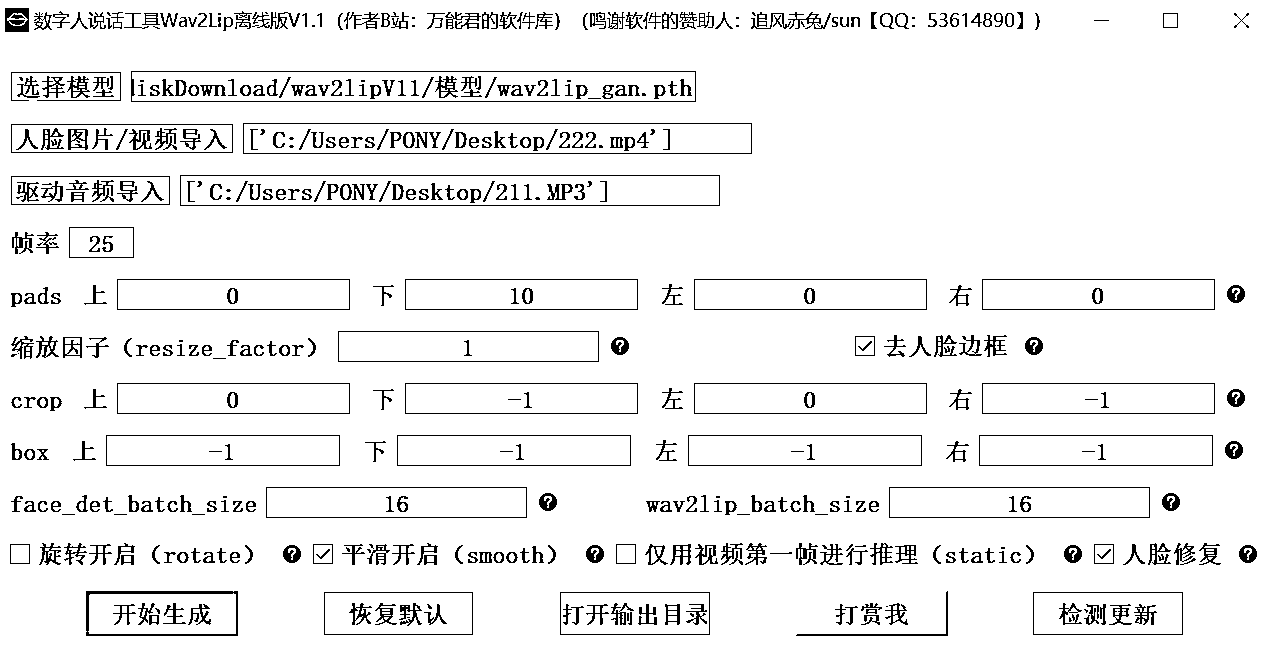 数字人说话工具Wav2Lip离线版V1.1（作者B站：万能君的软件库）（鸣谢软件的赞助人：追风赤兔/sun【QQ：53614890】）
选择模型 iskDownload/wav2lipV11/模型/wav2lip_gan.pth
人脸图片/视频导入 ['C:/Users/PONY/Desktop/222.mp4']
驱动音频导入 ['C:/Users/PONY/Desktop/211.MP3']
帧率 25
pads 上 0 下 10 左 0 右 0 ?
缩放因子（resize_factor） 1 ? 去人脸边框 ?
crop 上 0 下 -1 左 0 右 -1 ?
box 上 -1 下 -1 左 -1 右 -1 ?
face_det_batch_size 16 ? wav2lip_batch_size 16 ?
旋转开启（rotate） ? 平滑开启（smooth） ? 仅用视频第一帧进行推理（static） ? 人脸修复 ?
开始生成 恢复默认 打开输出目录 打赏我 检测更新